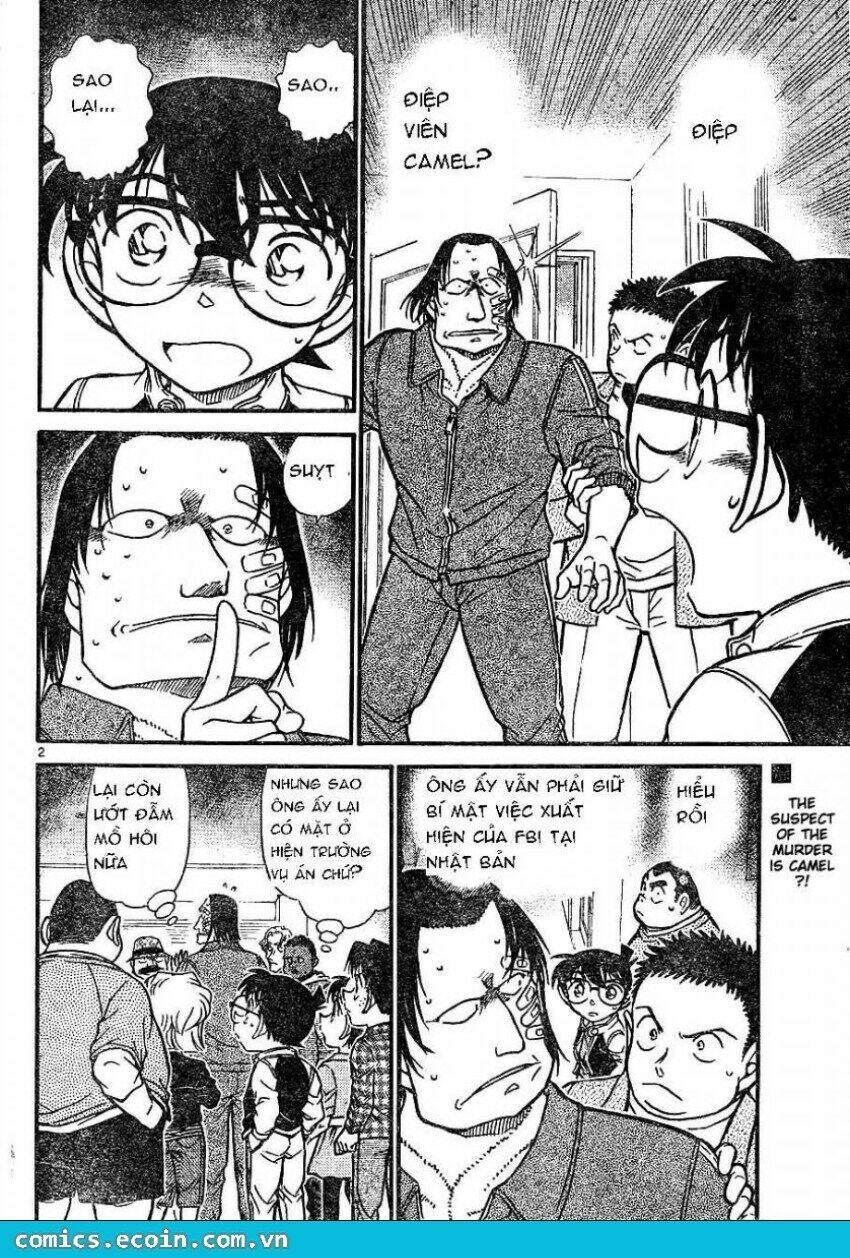 ĐIỆP
ĐIỆP
VIÊN
CAMEL?
SAO..
SAO
LẠI...
SUỴT
2
THE
SUSPECT
OF THE
MURDER
IS CAMEL
?!
HIỂU
RỒI
ÔNG ẤY VẪN PHẢI GIỮ
BÍ MẬT VIỆC XUẤT
HIỆN CỦA FBI TẠI
NHẬT BẢN
NHƯNG SAO
ÔNG ẤY LẠI
CÓ MẶT Ở
HIỆN TRƯỜNG
VỤ ÁN CHỨ?
LẠI CÒN
ƯỚT ĐẪM
MỒ HÔI
NỮA
comics.ecoin.com.vn